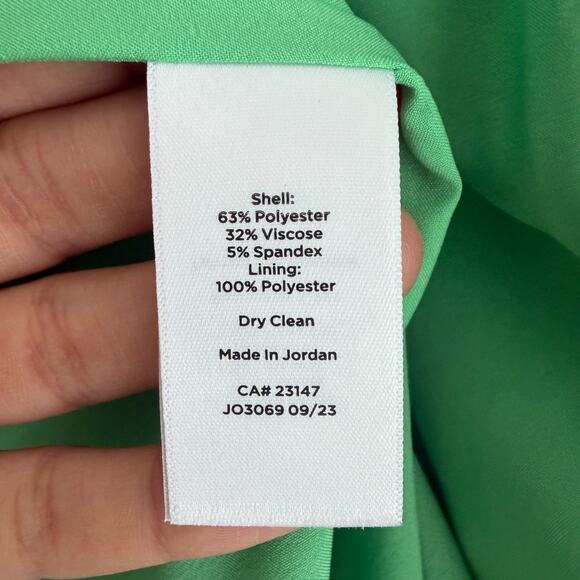 Shell:
63% Polyester
32% Viscose
5% Spandex
Lining:
100% Polyester
Dry Clean
Made In Jordan
CA# 23147
JO3069 09/23